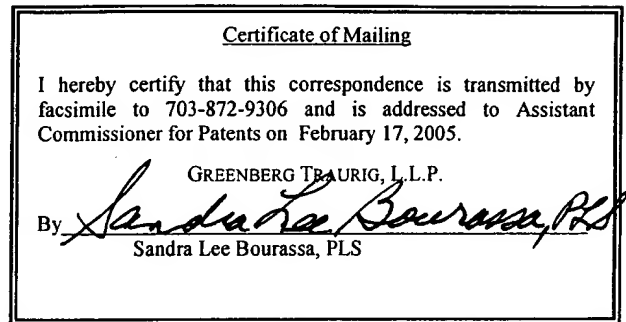 Certificate of Mailing
I hereby certify that this correspondence is transmitted by
facsimile to 703-872-9306 and is addressed to Assistant
Commissioner for Patents on February 17, 2005.
GREENBERG TRAURIG, L.L.P.
By Sandra Lee Bourassa, PLS
Sandra Lee Bourassa, PLS